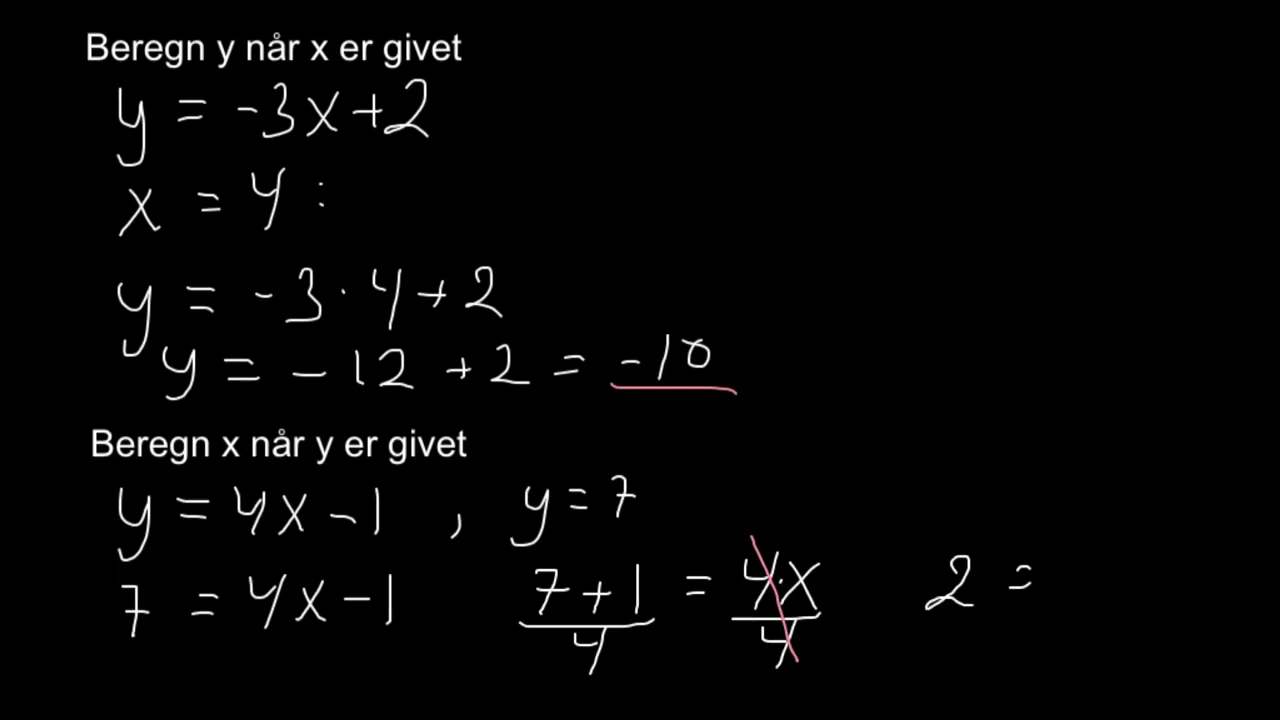 Beregn y når x er givet
y = -3x+2
x = 4 :
y = -3 · 4 + 2
y = -12 + 2 = -10
Beregn x når y er givet
y = 4x - 1 , y = 7
7 = 4x - 1 7 + 1 = 4·x 2 =
4 4